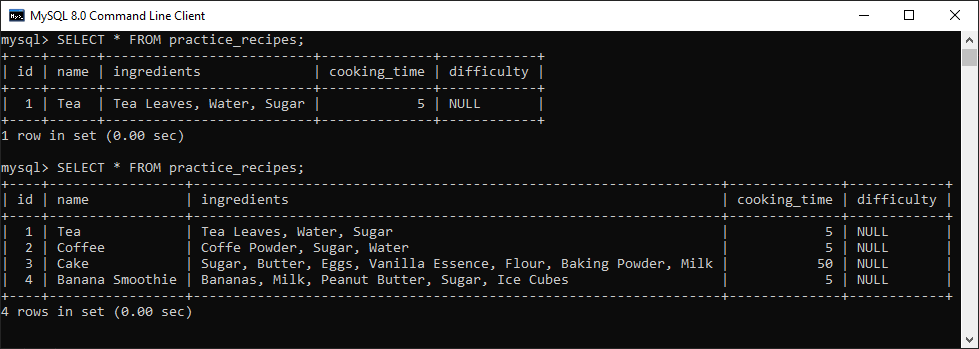 MySQL 8.0 Command Line Client
mysql> SELECT * FROM practice_recipes;
+----+------+--------------------------+--------------+------------+
| id | name | ingredients              | cooking_time | difficulty |
+----+------+--------------------------+--------------+------------+
|  1 | Tea  | Tea Leaves, Water, Sugar |            5 | NULL       |
+----+------+--------------------------+--------------+------------+
1 row in set (0.00 sec)

mysql> SELECT * FROM practice_recipes;
+----+-----------------+------------------------------------------------------------------+--------------+------------+
| id | name            | ingredients                                                      | cooking_time | difficulty |
+----+-----------------+------------------------------------------------------------------+--------------+------------+
|  1 | Tea             | Tea Leaves, Water, Sugar                                         |            5 | NULL       |
|  2 | Coffee          | Coffe Powder, Sugar, Water                                       |            5 | NULL       |
|  3 | Cake            | Sugar, Butter, Eggs, Vanilla Essence, Flour, Baking Powder, Milk |           50 | NULL       |
|  4 | Banana Smoothie | Bananas, Milk, Peanut Butter, Sugar, Ice Cubes                   |            5 | NULL       |
+----+-----------------+------------------------------------------------------------------+--------------+------------+
4 rows in set (0.00 sec)